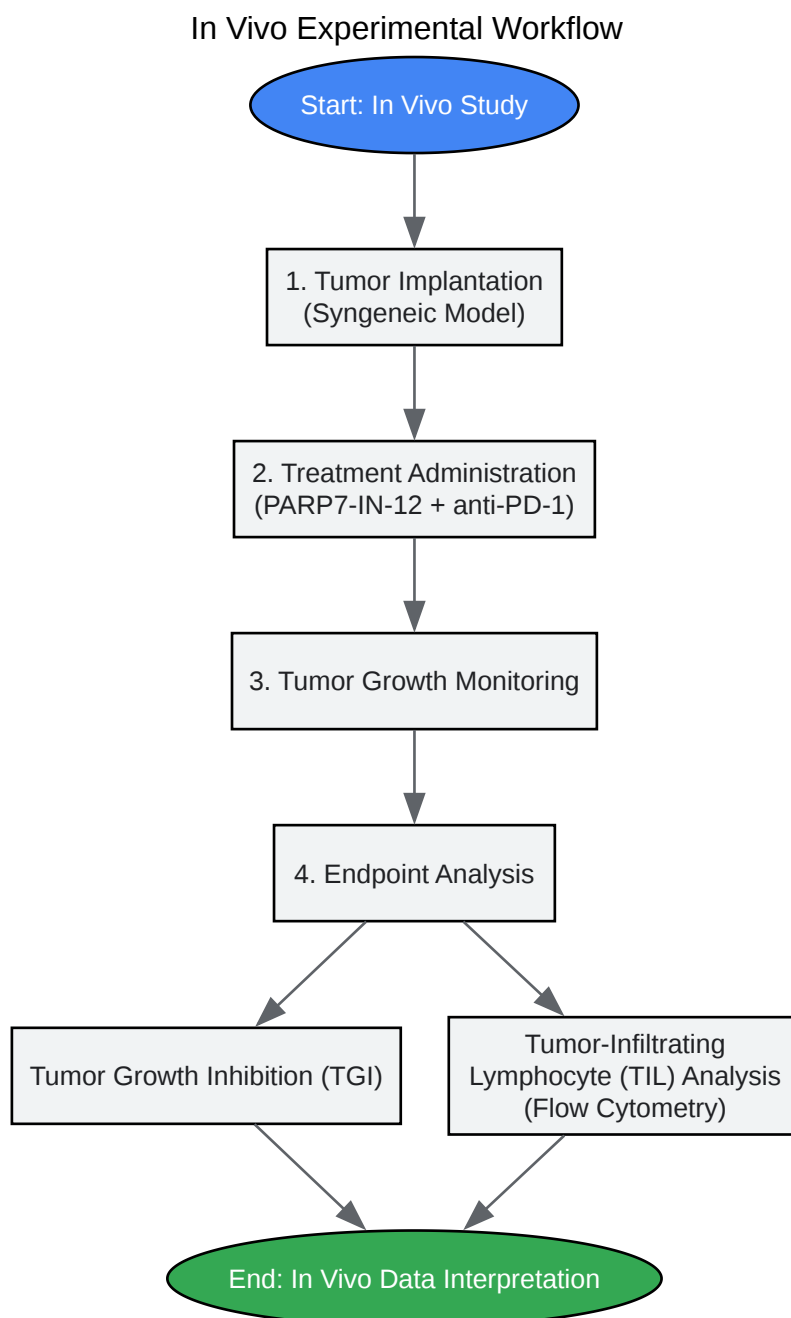 In Vivo Experimental Workflow
Start: In Vivo Study
1. Tumor Implantation
(Syngeneic Model)
2. Treatment Administration
(PARP7-IN-12 + anti-PD-1)
3. Tumor Growth Monitoring
4. Endpoint Analysis
Tumor Growth Inhibition (TGI)
Tumor-Infiltrating
Lymphocyte (TIL) Analysis
(Flow Cytometry)
End: In Vivo Data Interpretation